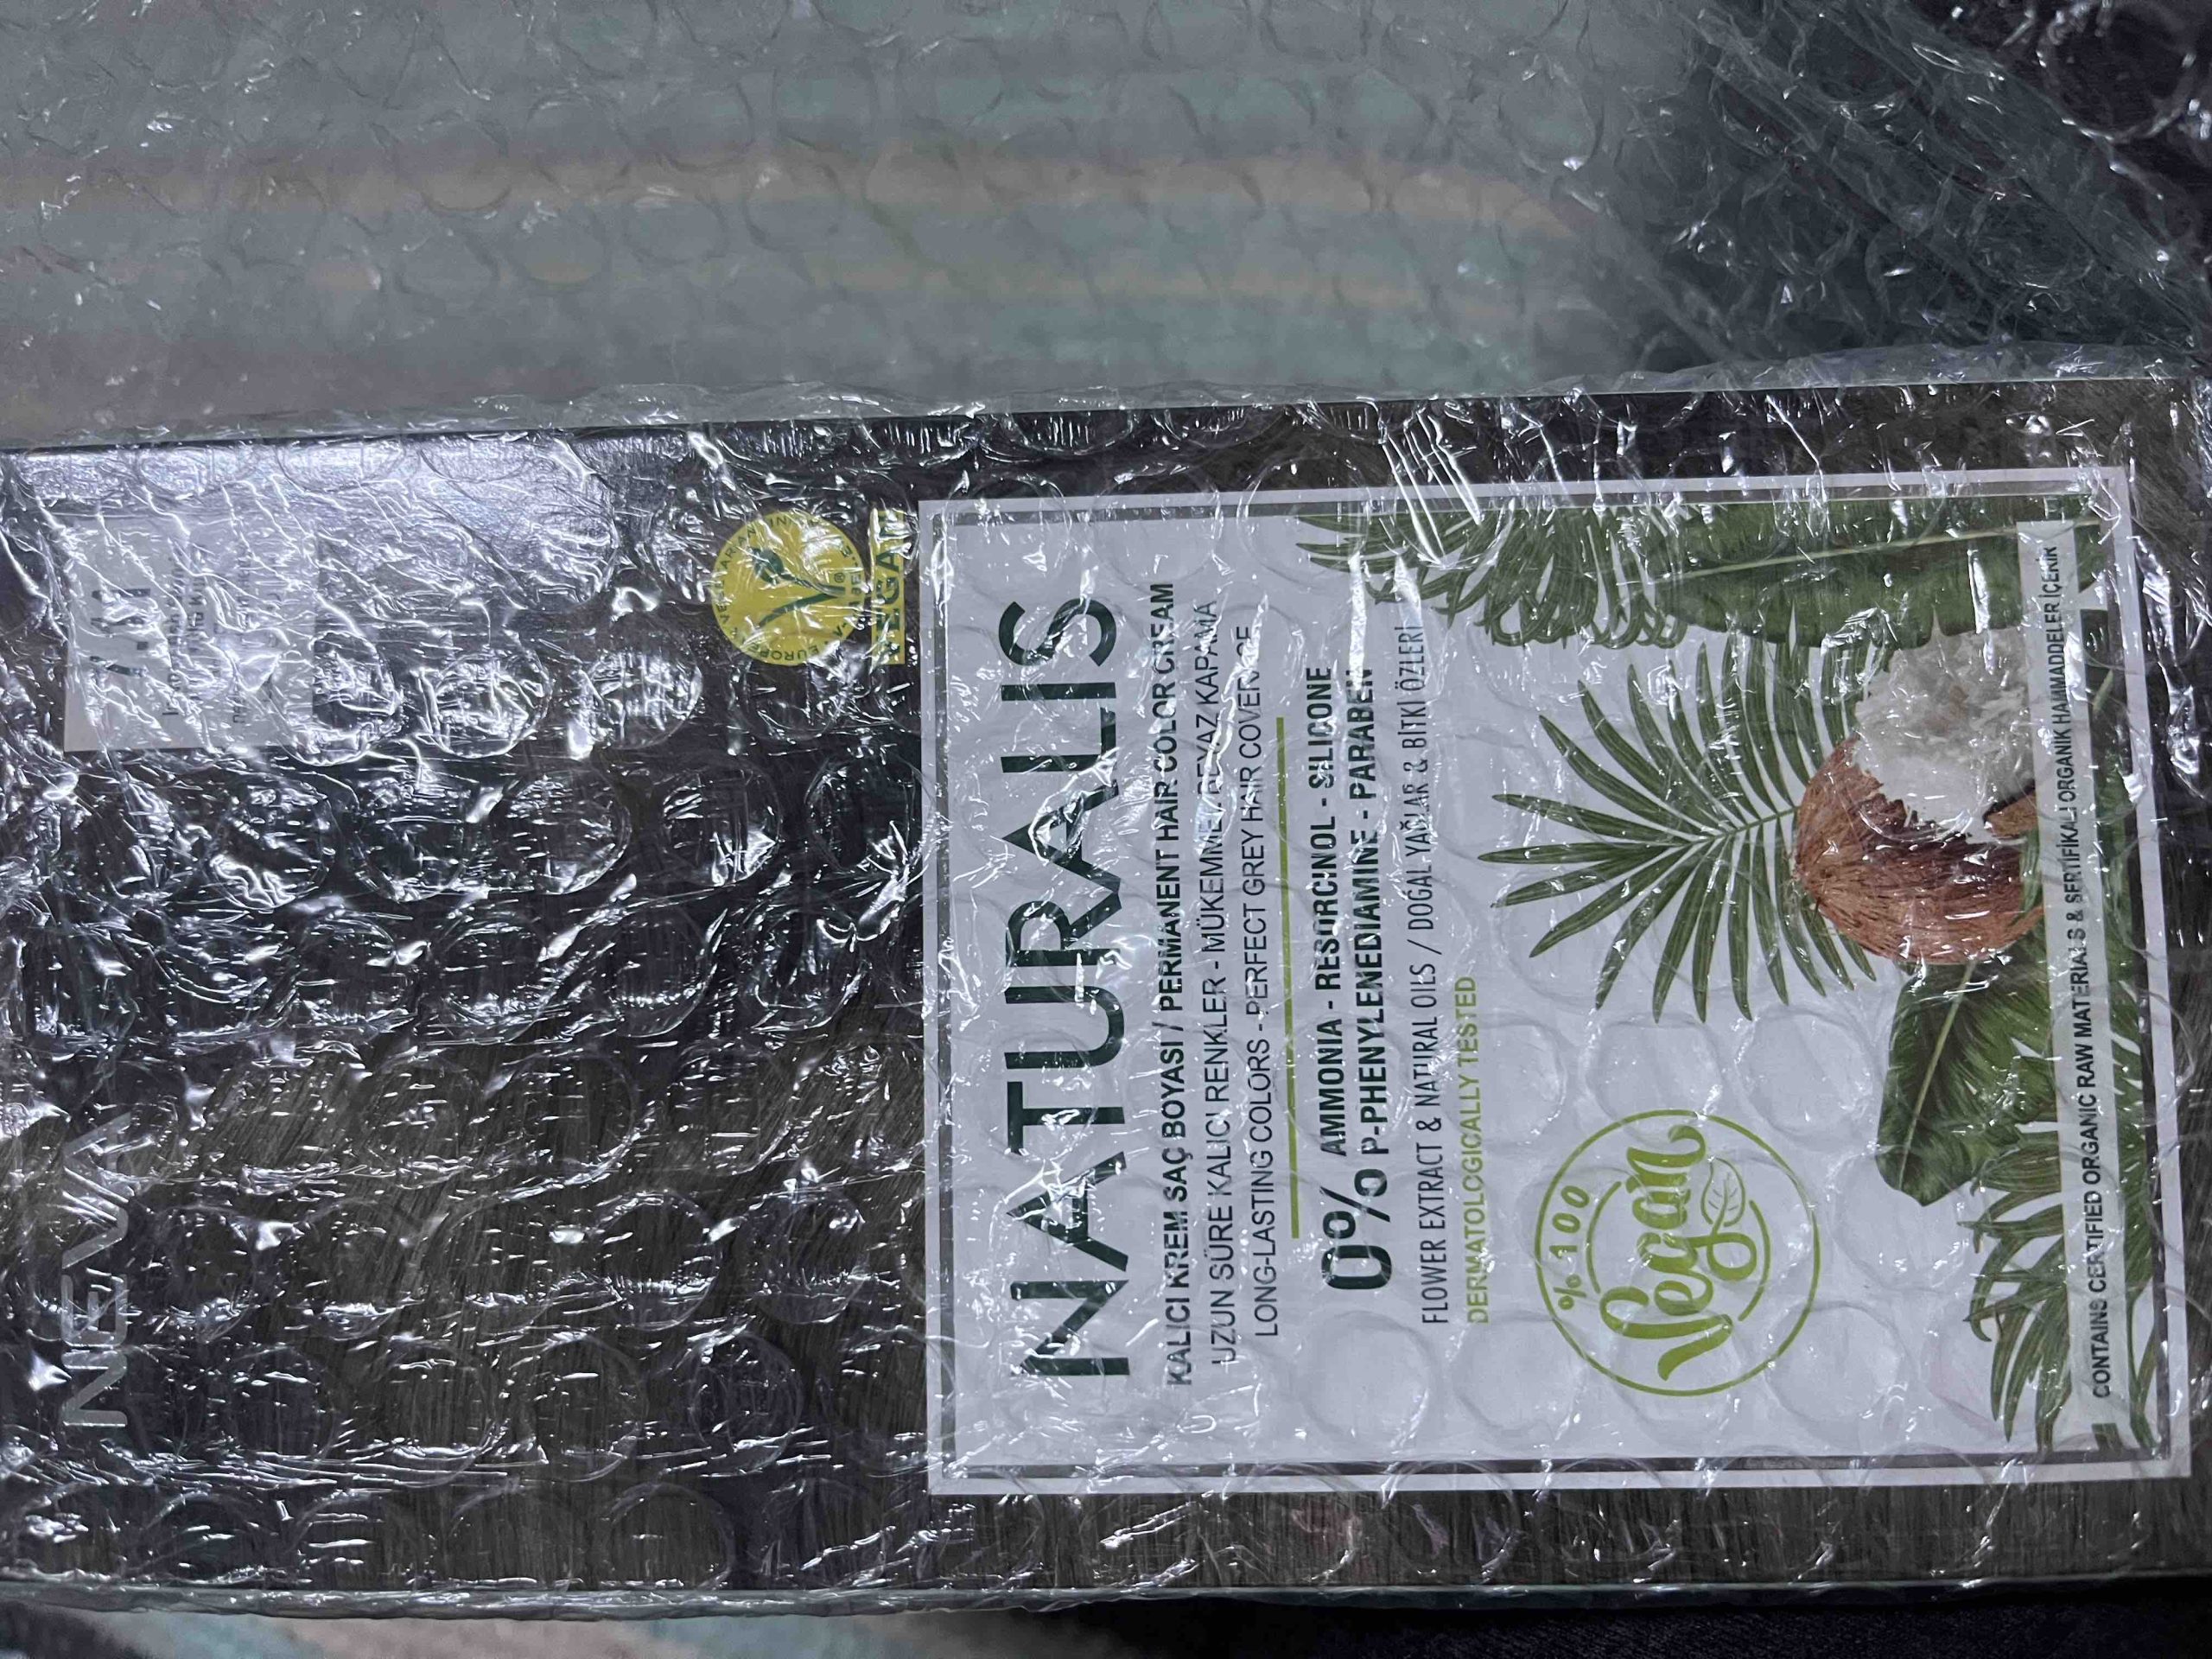 NEVA
VEGAN
NATURALIS
KALICI KREM SAÇ BOYASI / PERMANENT HAIR COLOR CREAM
UZUN SÜRE KALICI RENKLER - MÜKEMMEL BEYAZ KAPAMA
LONG-LASTING COLORS - PERFECT GREY HAIR COVERAGE
0% AMMONIA - RESORCINOL - SILICONE
P-PHENYLENEDIAMINE - PARABEN
FLOWER EXTRACT & NATURAL OILS / DOĞAL YAĞLAR & BİTKİ ÖZLERİ
DERMATOLOGICALLY TESTED
% 100
Vegan
CONTAINS CERTIFIED ORGANIC RAW MATERIALS & SERTİFİKALI ORGANİK HAMMADDELER İÇERİR